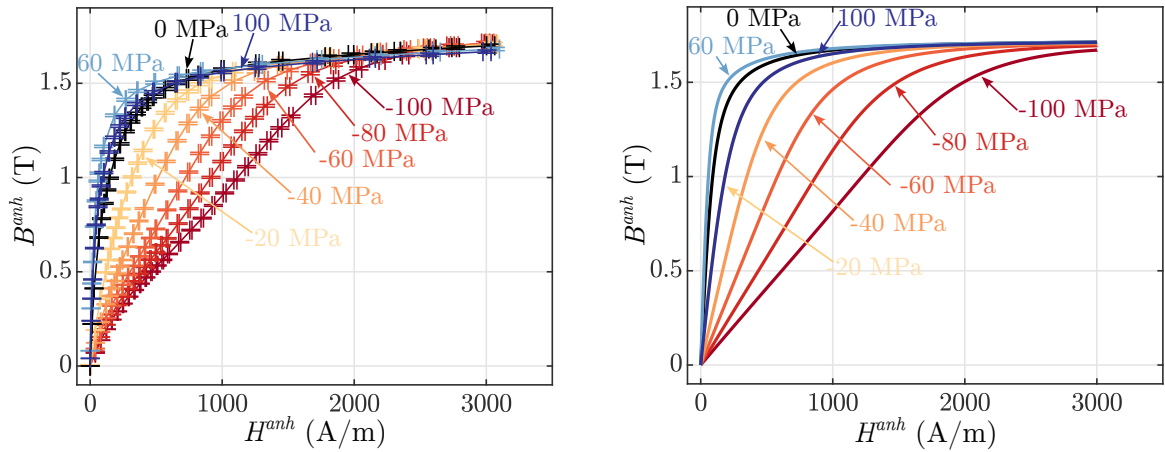 0 MPa
100 MPa
60 MPa
-100 MPa
-80 MPa
-60 MPa
-40 MPa
-20 MPa
1.5
1
0.5
0
B^{anh} (T)
0 1000 2000 3000
H^{anh} (A/m)
0 MPa
60 MPa
100 MPa
-100 MPa
-80 MPa
-60 MPa
-40 MPa
-20 MPa
1.5
1
0.5
0
B^{anh} (T)
0 1000 2000 3000
H^{anh} (A/m)